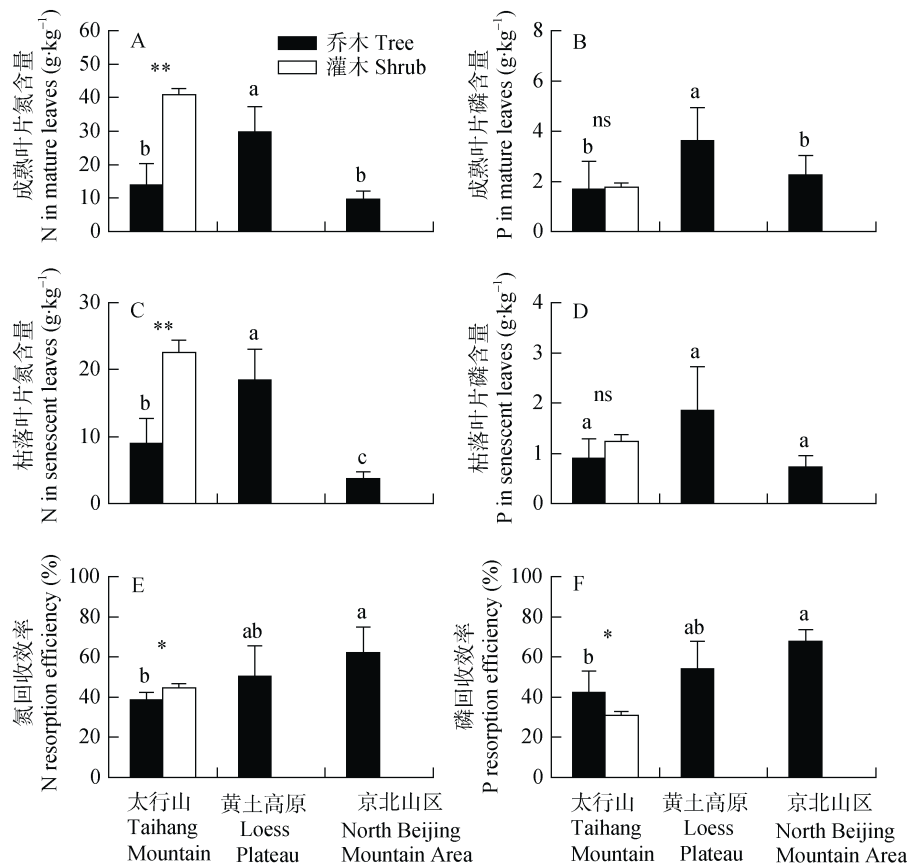 A
乔木 Tree
灌木 Shrub
成熟叶片氮含量
N in mature leaves (g·kg⁻¹)
60
50
40
30
20
10
0
b
**
a
b
B
成熟叶片磷含量
P in mature leaves (g·kg⁻¹)
8
6
4
2
0
ns
b
a
b
C
枯落叶片氮含量
N in senescent leaves (g·kg⁻¹)
30
20
10
0
b
**
a
c
D
枯落叶片磷含量
P in senescent leaves (g·kg⁻¹)
4
3
2
1
0
ns
a
a
a
E
氮回收效率
N resorption efficiency (%)
100
80
60
40
20
0
b
*
ab
a
太行山
Taihang
Mountain
黄土高原
Loess
Plateau
京北山区
North Beijing
Mountain Area
F
磷回收效率
P resorption efficiency (%)
100
80
60
40
20
0
b
*
ab
a
太行山
Taihang
Mountain
黄土高原
Loess
Plateau
京北山区
North Beijing
Mountain Area